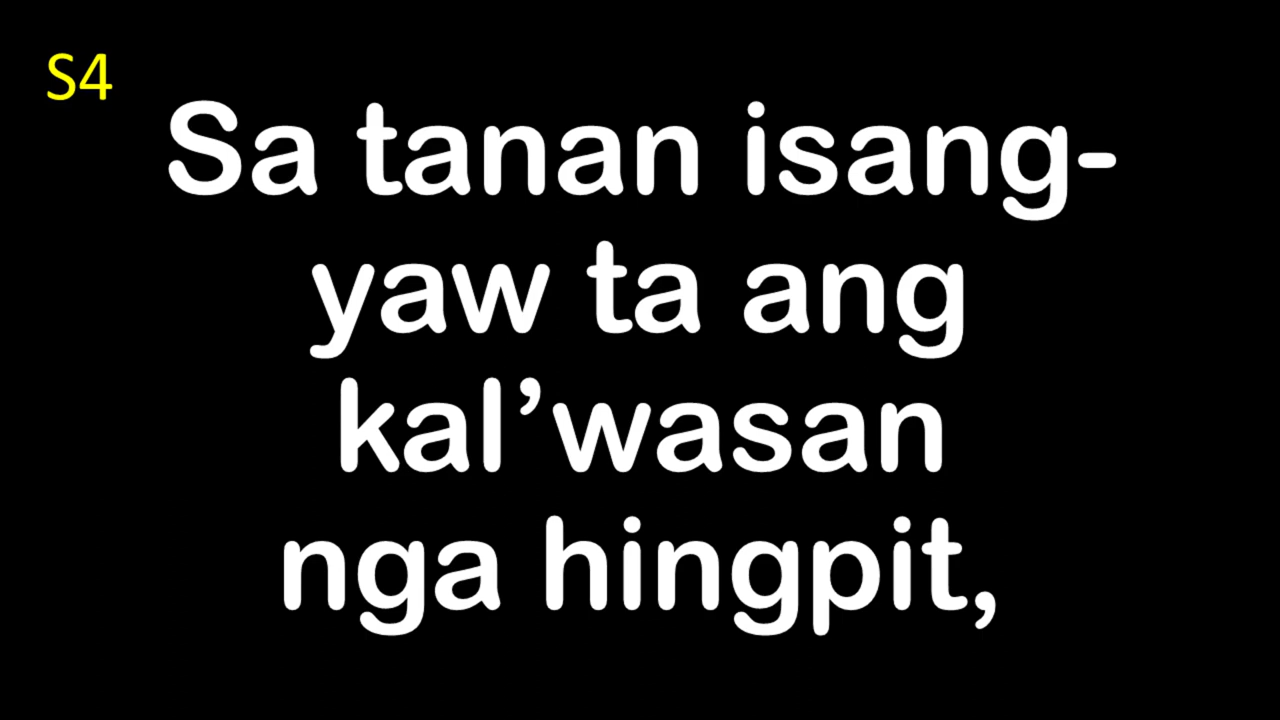 S4
Sa tanan isang-
yaw ta ang
kal’wasan
nga hingpit,